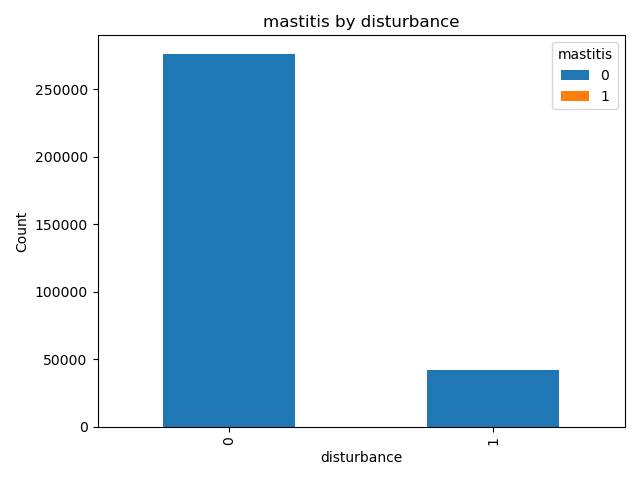 mastitis by disturbance
mastitis
0
1
250000
200000
150000
100000
50000
0
Count
0
1
disturbance